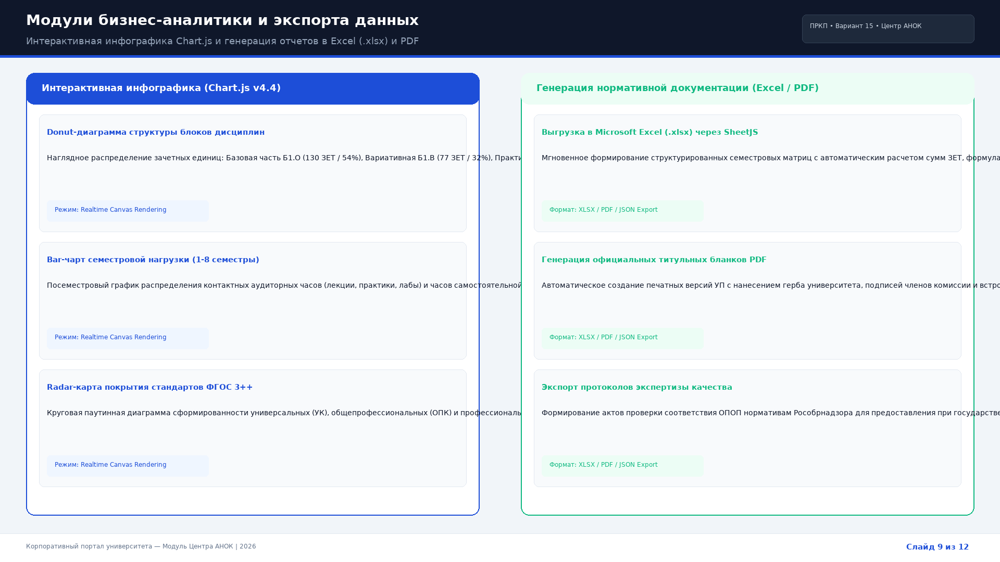 Модули бизнес-аналитики и экспорта данных
Интерактивная инфографика Chart.js и генерация отчетов в Excel (.xlsx) и PDF
ПРКП • Вариант 15 • Центр АНОК
Интерактивная инфографика (Chart.js v4.4)
Donut-диаграмма структуры блоков дисциплин
Наглядное распределение зачетных единиц: Базовая часть Б1.О (130 ЗЕТ / 54%), Вариативная Б1.В (77 ЗЕТ / 32%), Практи
Режим: Realtime Canvas Rendering
Bar-чарт семестровой нагрузки (1-8 семестры)
Посеместровый график распределения контактных аудиторных часов (лекции, практики, лабы) и часов самостоятельной
Режим: Realtime Canvas Rendering
Radar-карта покрытия стандартов ФГОС 3++
Круговая паутинная диаграмма сформированности универсальных (УК), общепрофессиональных (ОПК) и профессиональ
Режим: Realtime Canvas Rendering
Генерация нормативной документации (Excel / PDF)
Выгрузка в Microsoft Excel (.xlsx) через SheetJS
Мгновенное формирование структурированных семестровых матриц с автоматическим расчетом сумм ЗЕТ, формула
Формат: XLSX / PDF / JSON Export
Генерация официальных титульных бланков PDF
Автоматическое создание печатных версий УП с нанесением герба университета, подписей членов комиссии и встро
Формат: XLSX / PDF / JSON Export
Экспорт протоколов экспертизы качества
Формирование актов проверки соответствия ОПОП нормативам Рособрнадзора для предоставления при государстве
Формат: XLSX / PDF / JSON Export
Корпоративный портал университета — Модуль Центра АНОК | 2026
Слайд 9 из 12